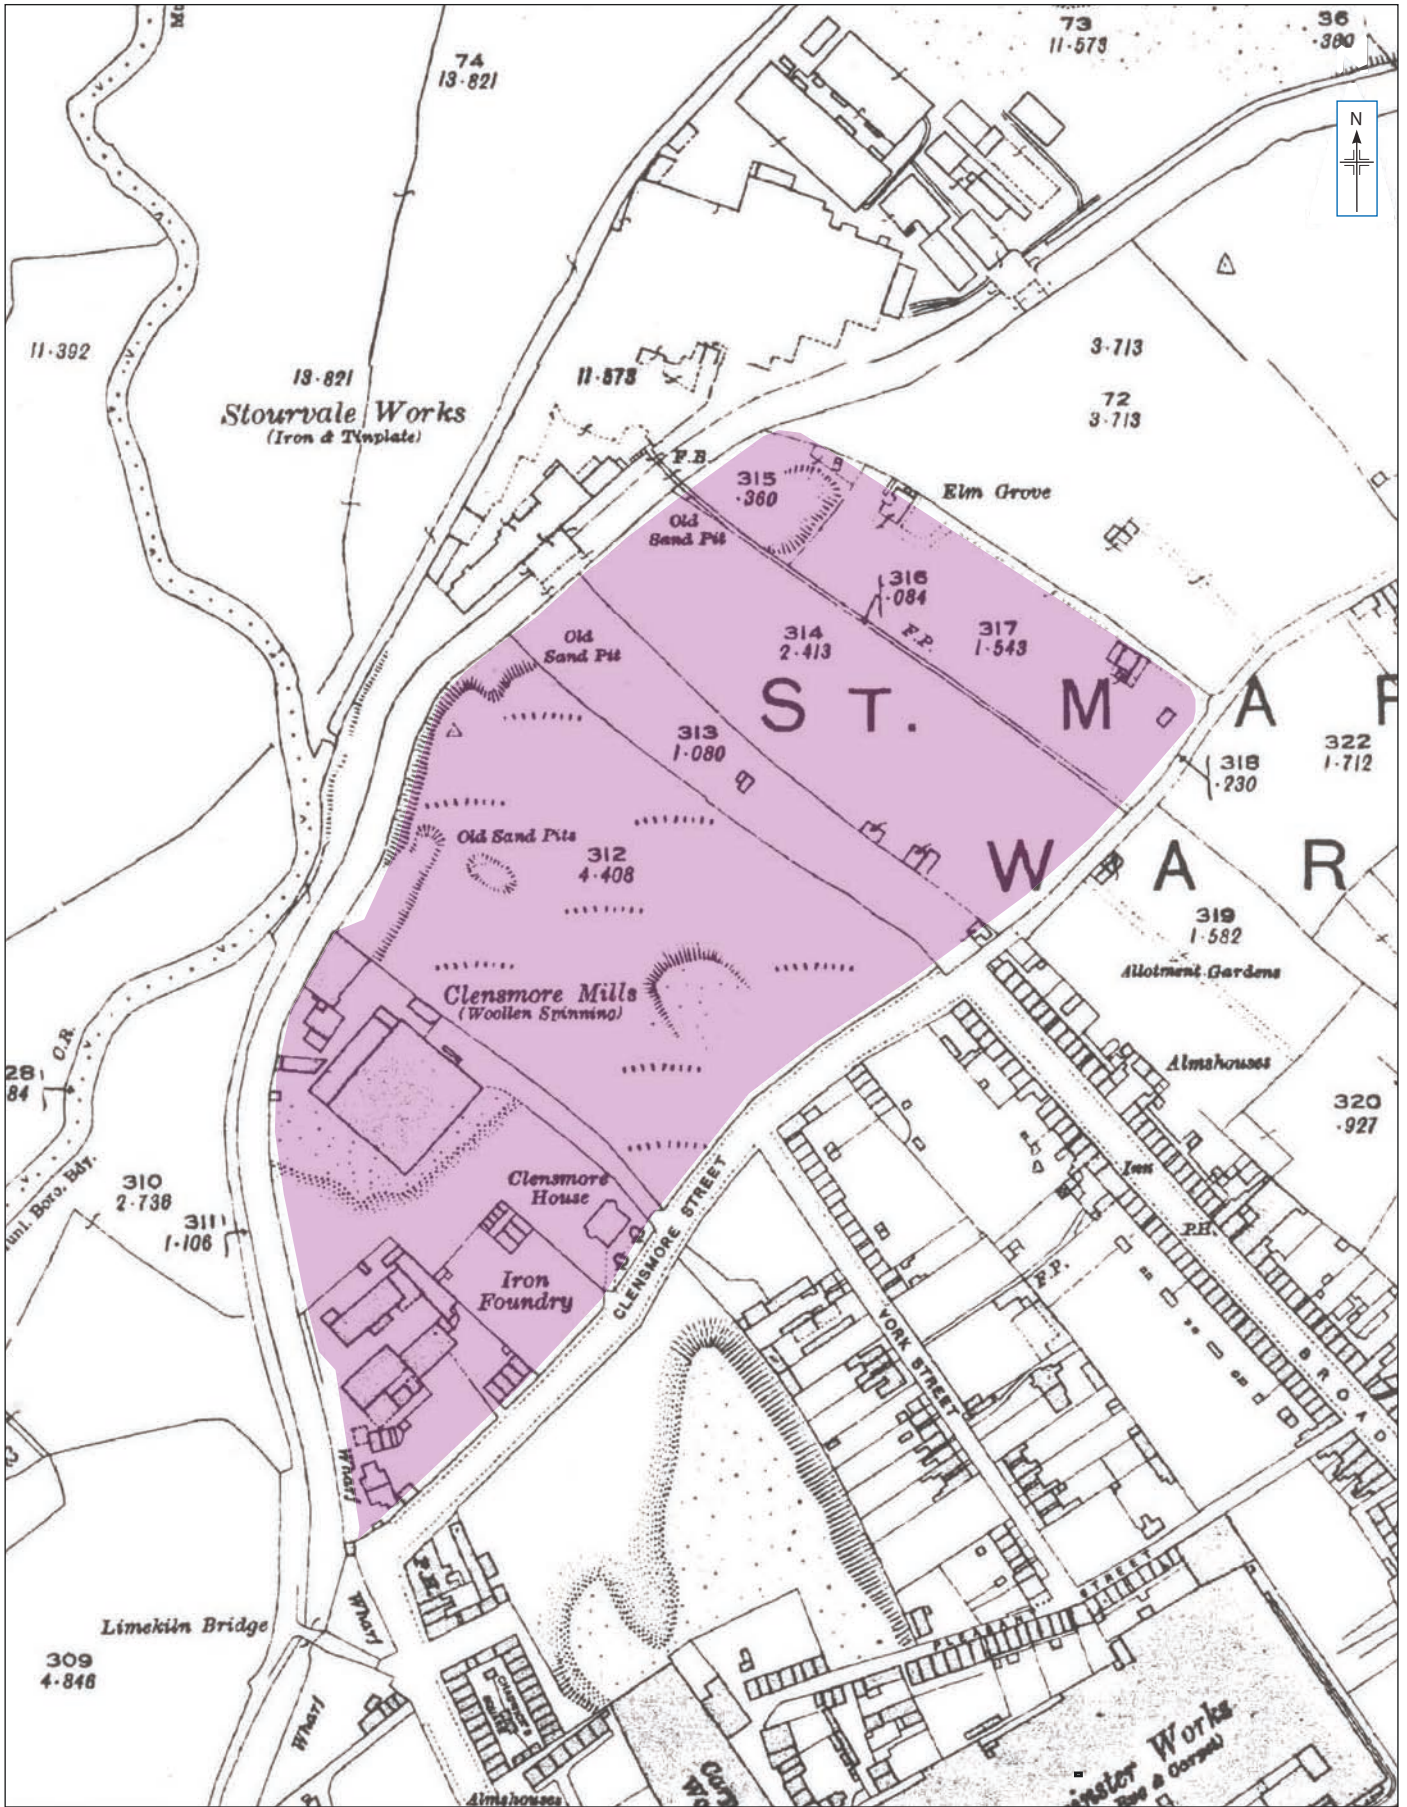 74
13·821
73
11·573
36
·380
N
11·392
13·821
Stourvale Works
(Iron & Tinplate)
11·573
3·713
72
3·713
F.B.
315
·360
Old
Sand Pit
Elm Grove
316
·084
F.P.
317
1·543
314
2·413
Old
Sand Pit
ST. MAR
313
1·080
318
·230
322
1·712
Old Sand Pits
312
4·408
WAR
319
1·582
Allotment Gardens
Clensmore Mills
(Woollen Spinning)
C.R.
28
84
Almshouses
320
·927
Inn
P.H.
F.P.
310
2·736
311
1·106
Clensmore
House
Iron
Foundry
CLENSMORE STREET
YORK STREET
BROAD
Wharf
P.H.
Limekiln Bridge
Wharf
309
4·846
Wharf
PLEASANT
STREET
Almshouses
Works